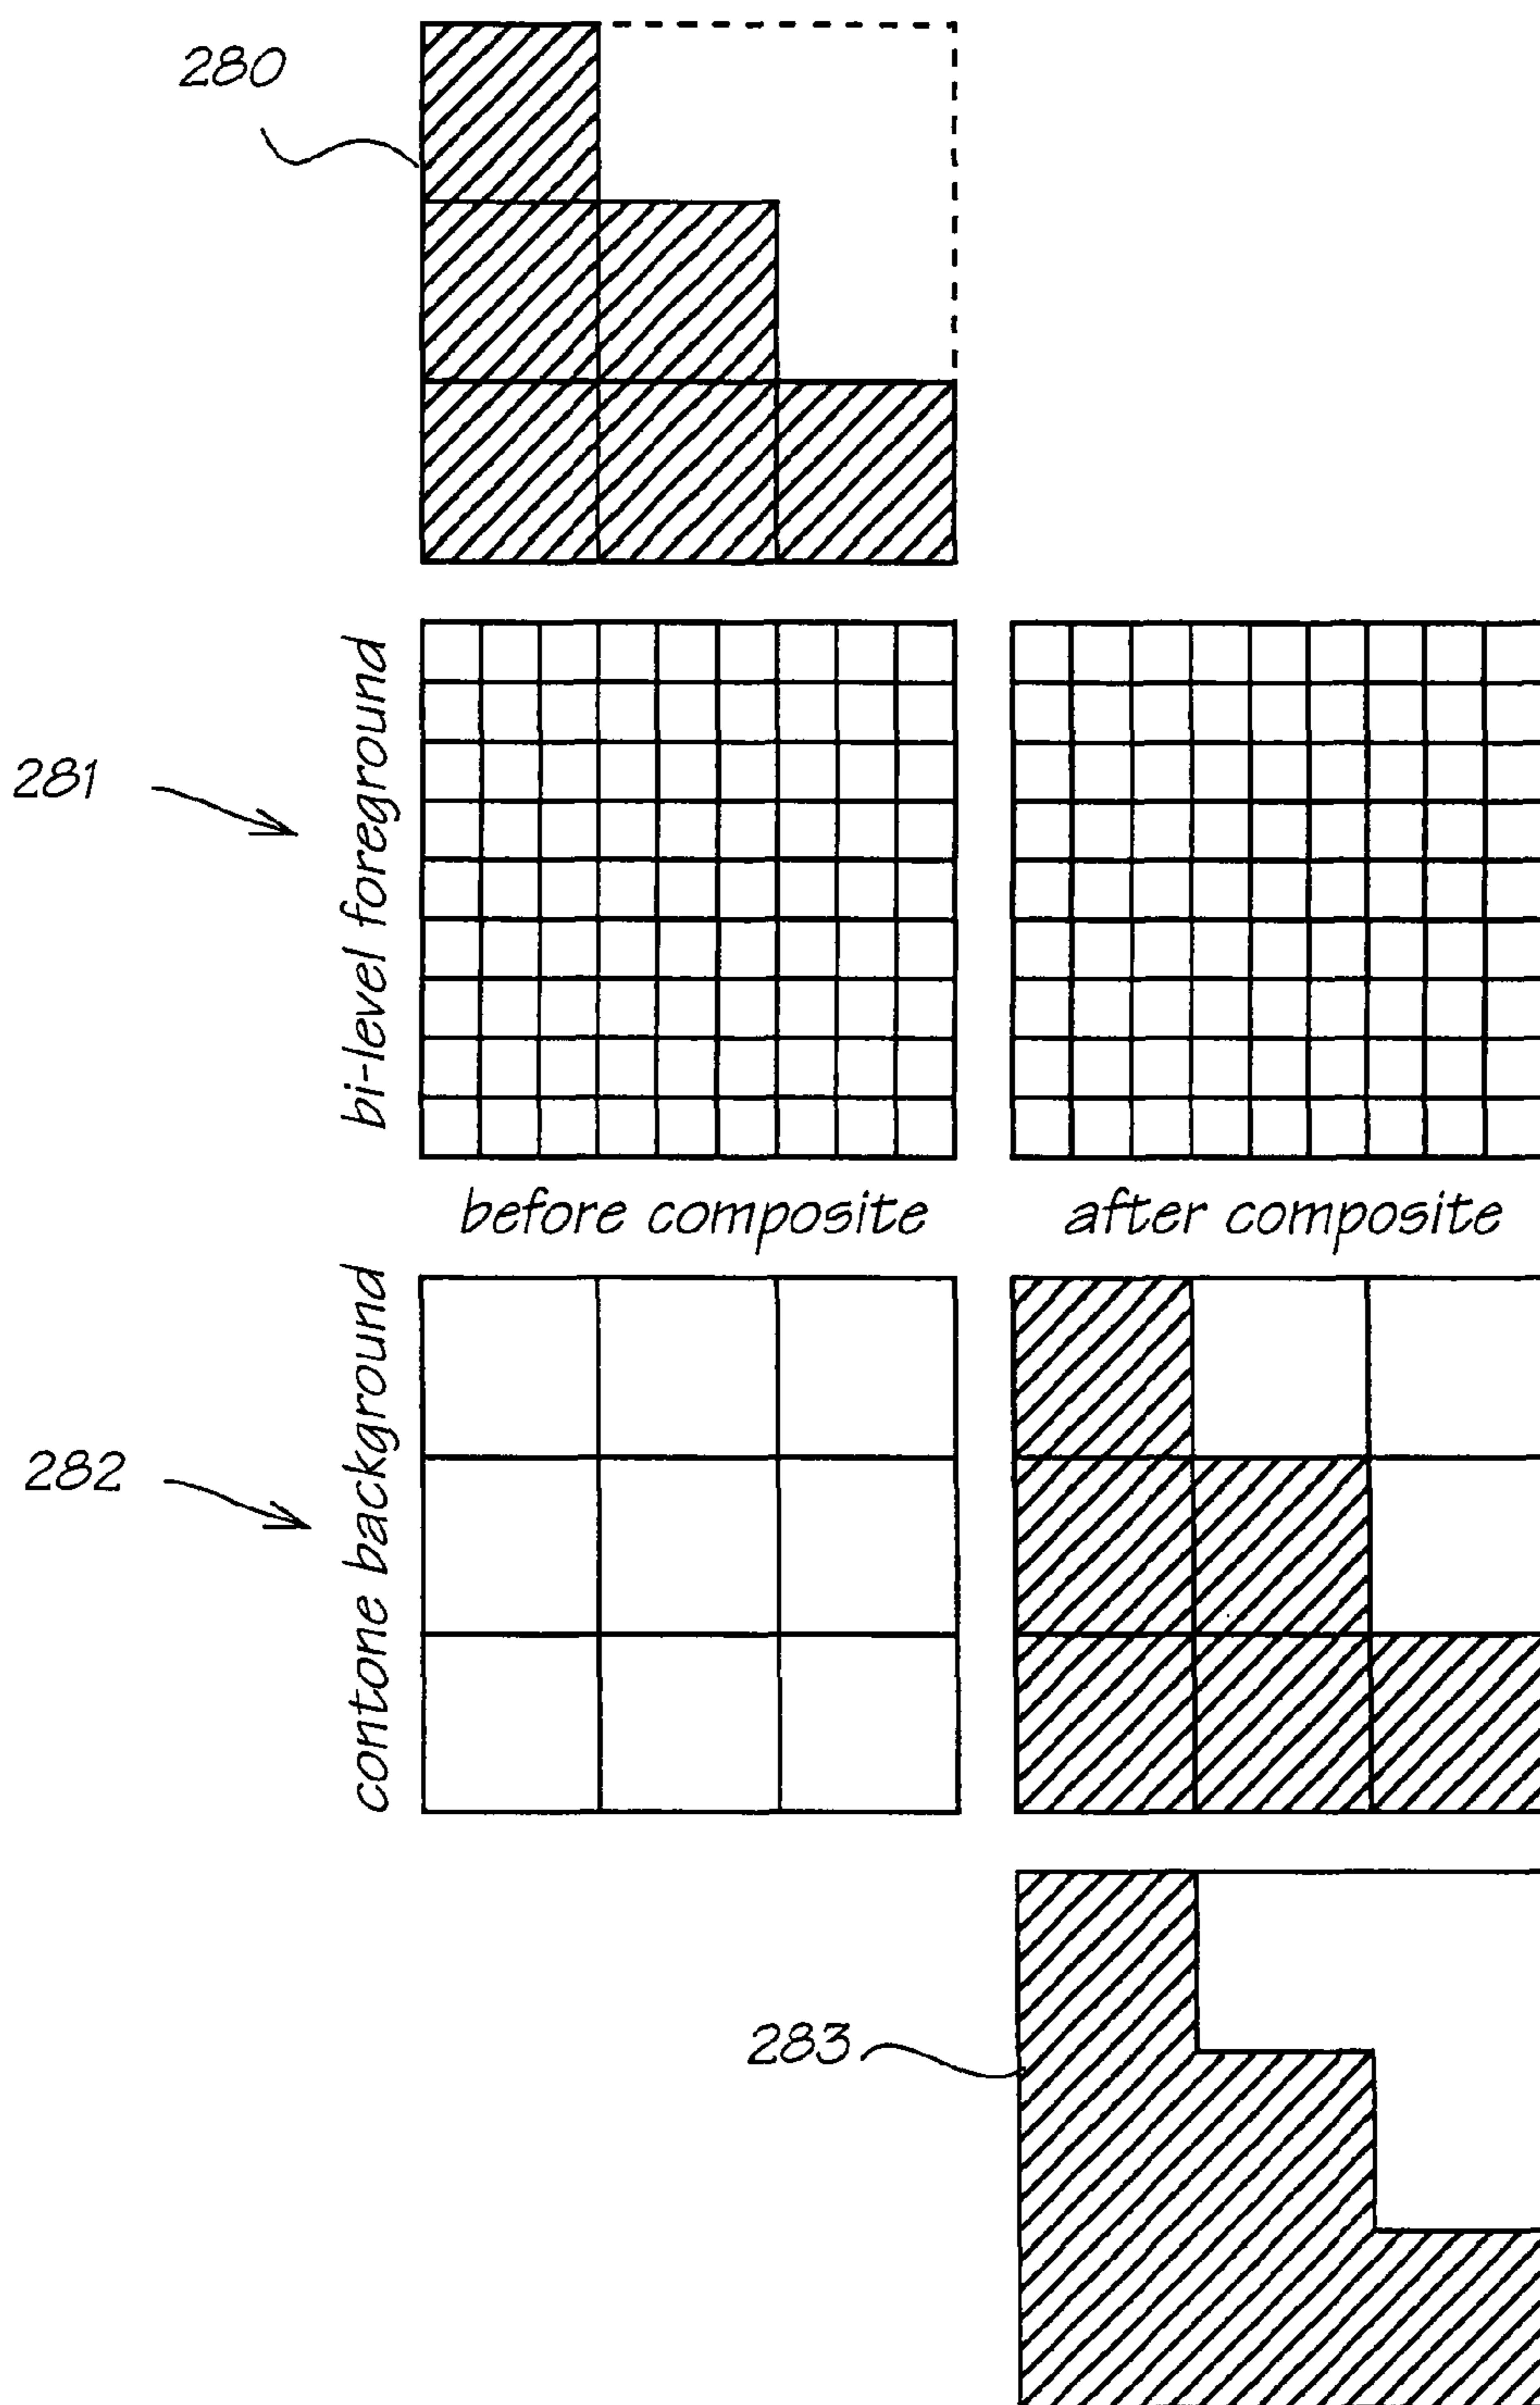 280
281
bi-level foreground
before composite
after composite
282
contone background
283